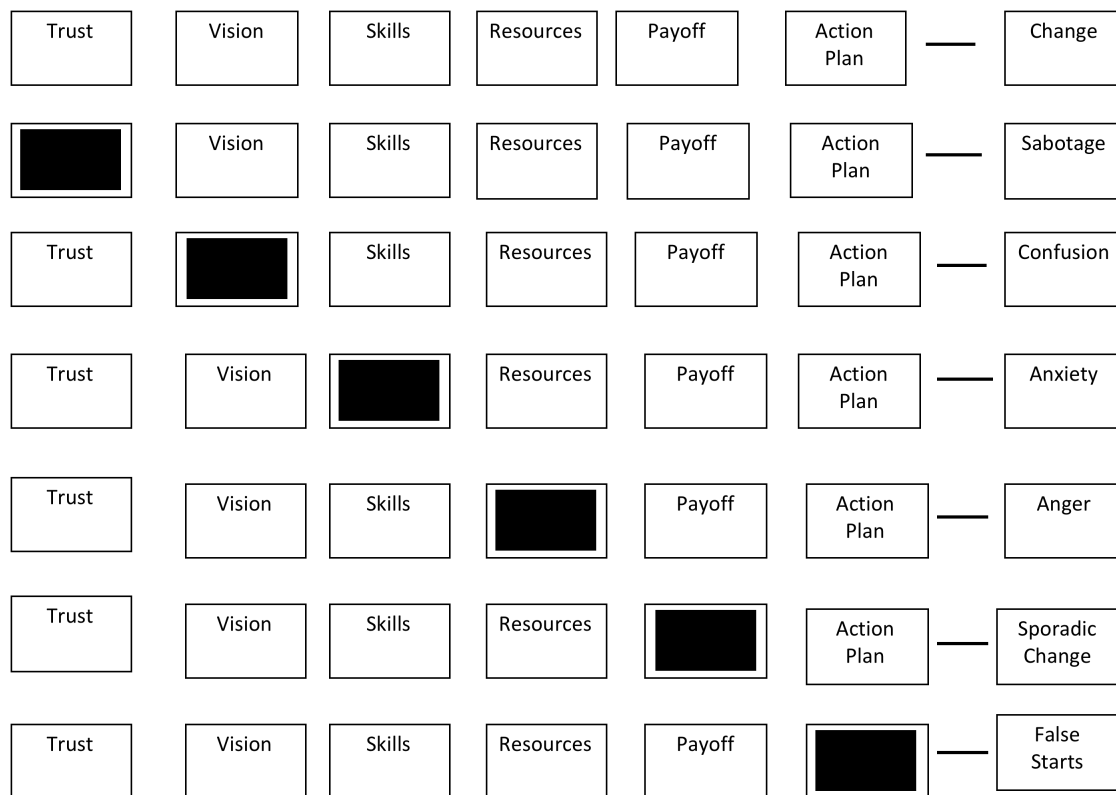 Trust Vision Skills Resources Payoff Action Change
Plan
Vision Skills Resources Payoff Action Sabotage
Plan
Trust Skills Resources Payoff Action Confusion
Plan
Trust Vision Resources Payoff Action Anxiety
Plan
Trust Vision Skills Payoff Action Anger
Plan
Trust Vision Skills Resources Action Sporadic
Plan Change
Trust Vision Skills Resources Payoff False
Starts